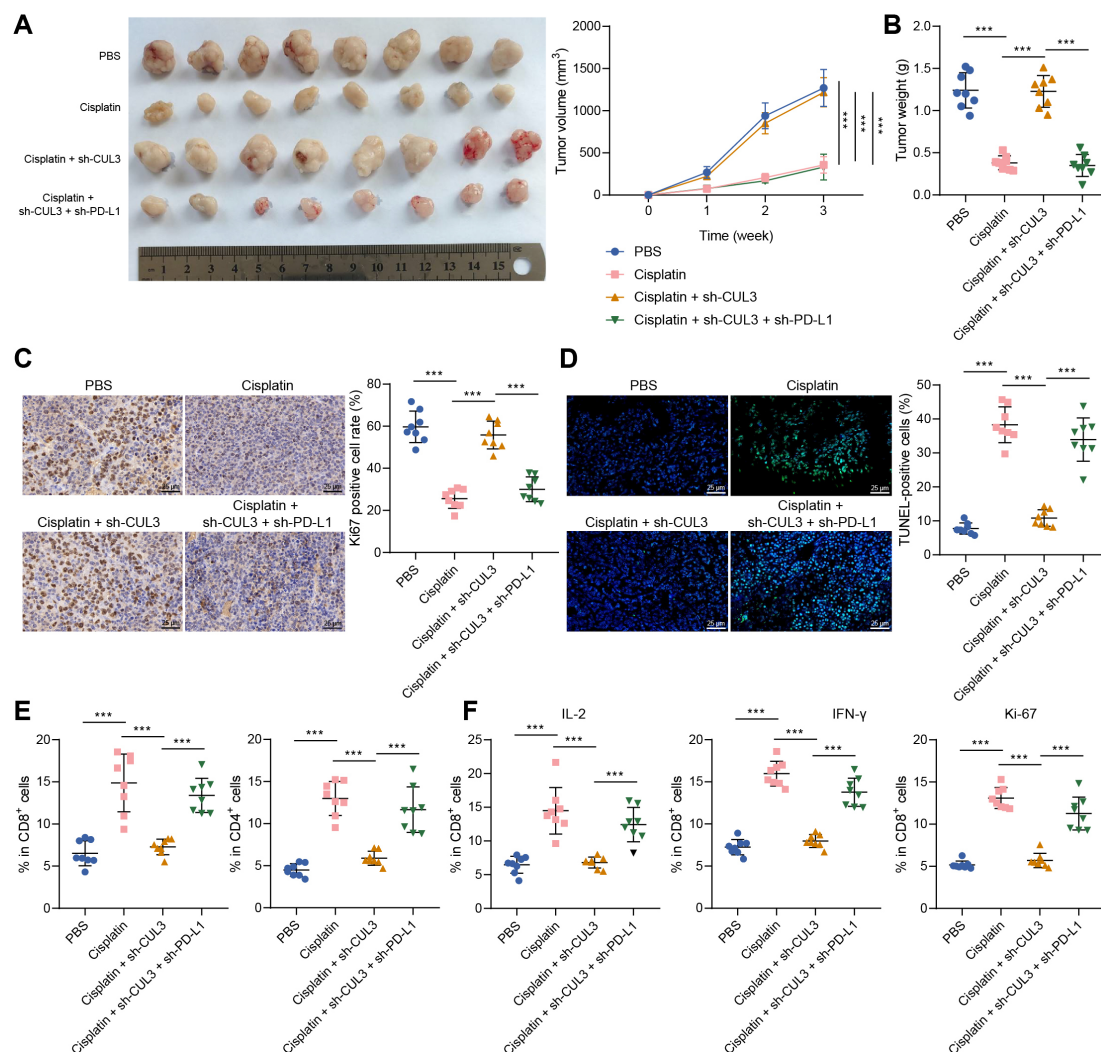 A
PBS
Cisplatin
Cisplatin + sh-CUL3
Cisplatin +
sh-CUL3 + sh-PD-L1
1 2 3 4 5 6 7 8 9 10 11 12 13 14 15
Tumor volume (mm³)
2000
1500
1000
500
0
0 1 2 3
Time (week)
***
***
***
PBS
Cisplatin
Cisplatin + sh-CUL3
Cisplatin + sh-CUL3 + sh-PD-L1
B
Tumor weight (g)
2.0
1.5
1.0
0.5
0.0
***
***
***
PBS
Cisplatin
Cisplatin + sh-CUL3
Cisplatin + sh-CUL3 + sh-PD-L1
C
PBS
Cisplatin
25 μm
25 μm
Cisplatin + sh-CUL3
Cisplatin +
sh-CUL3 + sh-PD-L1
25 μm
25 μm
Ki67 positive cell rate (%)
80
60
40
20
0
***
***
***
PBS
Cisplatin
Cisplatin + sh-CUL3
Cisplatin + sh-CUL3 + sh-PD-L1
D
PBS
Cisplatin
25 μm
25 μm
Cisplatin + sh-CUL3
Cisplatin +
sh-CUL3 + sh-PD-L1
25 μm
25 μm
TUNEL-positive cells (%)
50
40
30
20
10
0
***
***
***
PBS
Cisplatin
Cisplatin + sh-CUL3
Cisplatin + sh-CUL3 + sh-PD-L1
E
% in CD8⁺ cells
20
15
10
5
0
***
***
***
PBS
Cisplatin
Cisplatin + sh-CUL3
Cisplatin + sh-CUL3 + sh-PD-L1
% in CD4⁺ cells
20
15
10
5
0
***
***
***
PBS
Cisplatin
Cisplatin + sh-CUL3
Cisplatin + sh-CUL3 + sh-PD-L1
F
IL-2
% in CD8⁺ cells
25
20
15
10
5
0
***
***
***
PBS
Cisplatin
Cisplatin + sh-CUL3
Cisplatin + sh-CUL3 + sh-PD-L1
IFN-γ
% in CD8⁺ cells
20
15
10
5
0
***
***
***
PBS
Cisplatin
Cisplatin + sh-CUL3
Cisplatin + sh-CUL3 + sh-PD-L1
Ki-67
% in CD8⁺ cells
20
15
10
5
0
***
***
***
PBS
Cisplatin
Cisplatin + sh-CUL3
Cisplatin + sh-CUL3 + sh-PD-L1